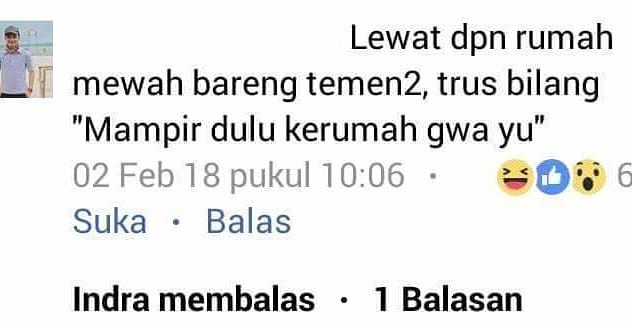 Lewat dpn rumah
mewah bareng temen2, trus bilang
"Mampir dulu kerumah gwa yu"
02 Feb 18 pukul 10:06 · 6
Suka · Balas
Indra membalas · 1 Balasan